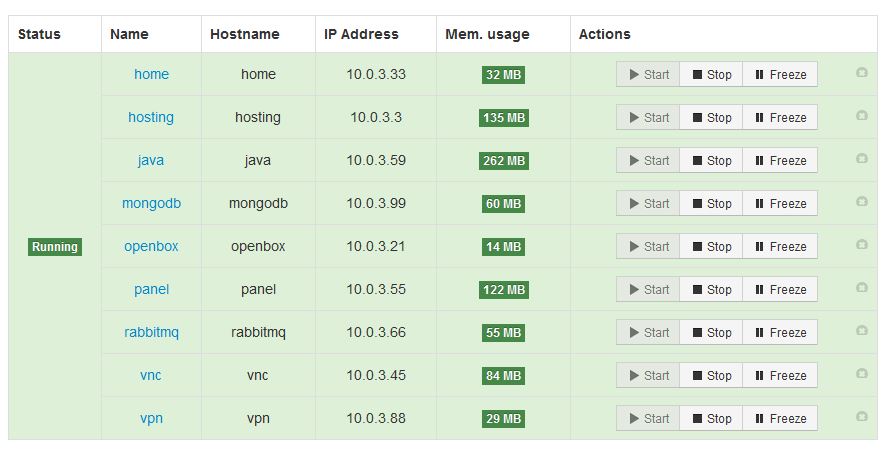 Status Name Hostname IP Address Mem. usage Actions
home home 10.0.3.33 32 MB Start Stop Freeze
hosting hosting 10.0.3.3 135 MB Start Stop Freeze
java java 10.0.3.59 262 MB Start Stop Freeze
mongodb mongodb 10.0.3.99 60 MB Start Stop Freeze
Running openbox openbox 10.0.3.21 14 MB Start Stop Freeze
panel panel 10.0.3.55 122 MB Start Stop Freeze
rabbitmq rabbitmq 10.0.3.66 55 MB Start Stop Freeze
vnc vnc 10.0.3.45 84 MB Start Stop Freeze
vpn vpn 10.0.3.88 29 MB Start Stop Freeze